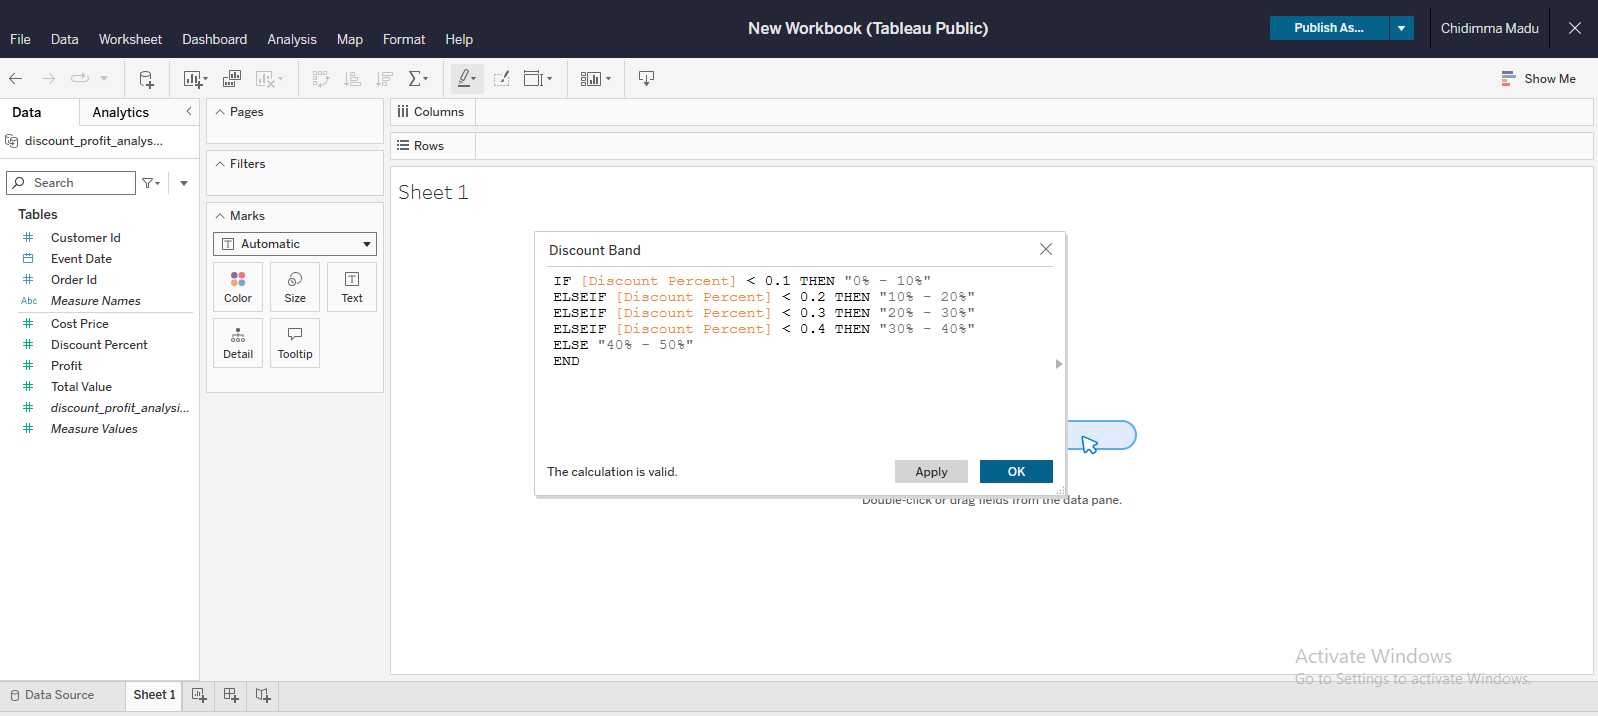 New Workbook (Tableau Public)
Publish As...
Chidimma Madu
File Data Worksheet Dashboard Analysis Map Format Help
Show Me
Data
Analytics
discount_profit_analys...
Search
Tables
Customer Id
Event Date
Order Id
Abc Measure Names
Cost Price
Discount Percent
Profit
Total Value
discount_profit_analysi...
Measure Values
Pages
Filters
Marks
Automatic
Color
Size
Text
Detail
Tooltip
Columns
Rows
Sheet 1
Discount Band
IF [Discount Percent] < 0.1 THEN "0% - 10%"
ELSEIF [Discount Percent] < 0.2 THEN "10% - 20%"
ELSEIF [Discount Percent] < 0.3 THEN "20% - 30%"
ELSEIF [Discount Percent] < 0.4 THEN "30% - 40%"
ELSE "40% - 50%"
END
The calculation is valid.
Apply
OK
Double-click or drag fields from the data pane.
Activate Windows
Go to Settings to activate Windows.
Data Source
Sheet 1